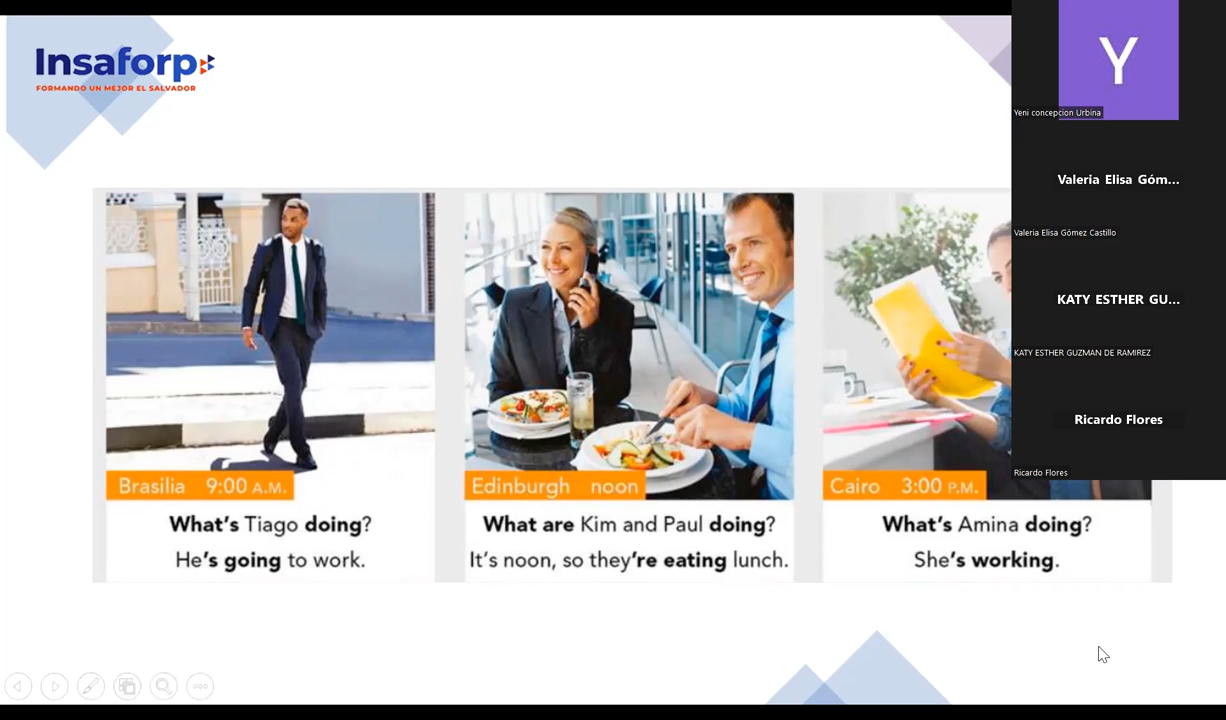 Insaforp
FORMANDO UN MEJOR EL SALVADOR
Brasilia 9:00 A.M.
What's Tiago doing?
He's going to work.
Edinburgh noon
What are Kim and Paul doing?
It's noon, so they're eating lunch.
Cairo 3:00 P.M.
What's Amina doing?
She's working.
Y
Yeni concepcion Urbina
Valeria Elisa Góm...
Valeria Elisa Gómez Castillo
KATY ESTHER GU...
KATY ESTHER GUZMAN DE RAMIREZ
Ricardo Flores
Ricardo Flores